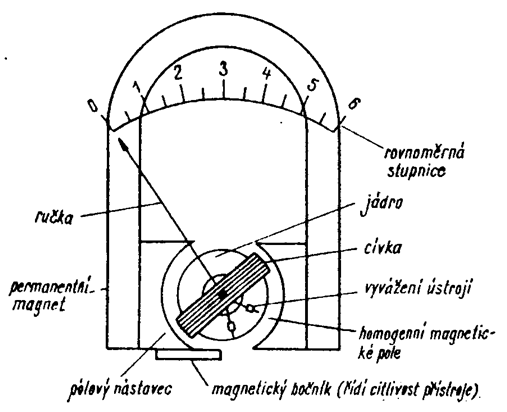 0 1 2 3 4 5 6
rovnoměrná
stupnice
ručka
jádro
cívka
permanentní
magnet
vyvážení ústrojí
homogenní magnetic-
ké pole
pólový nástavec
magnetický bočník (řídí citlivost přístroje).